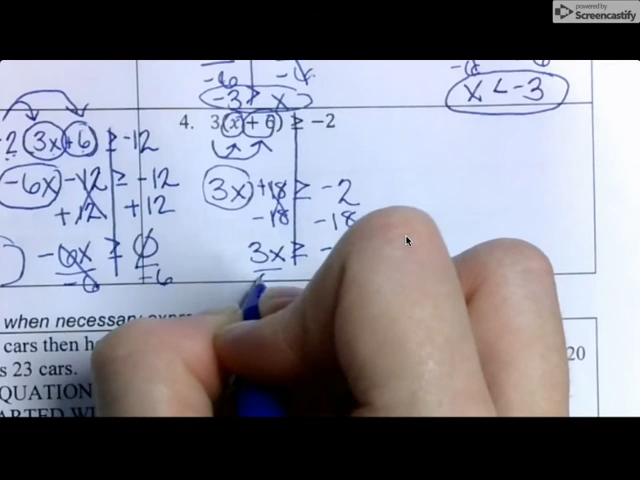 powered by
Screencastify
-6
-3 > x
x < -3
-2(3x+6) ≥ -12
-6x -12 ≥ -12
+12 +12
-6x ≥ 0
-6 -6
4. 3(x + 6) ≥ -2
3x +18 ≥ -2
-18 -18
3x ≥ -
when necessary
cars then h
20
s 23 cars.
QUATION
ARTED W